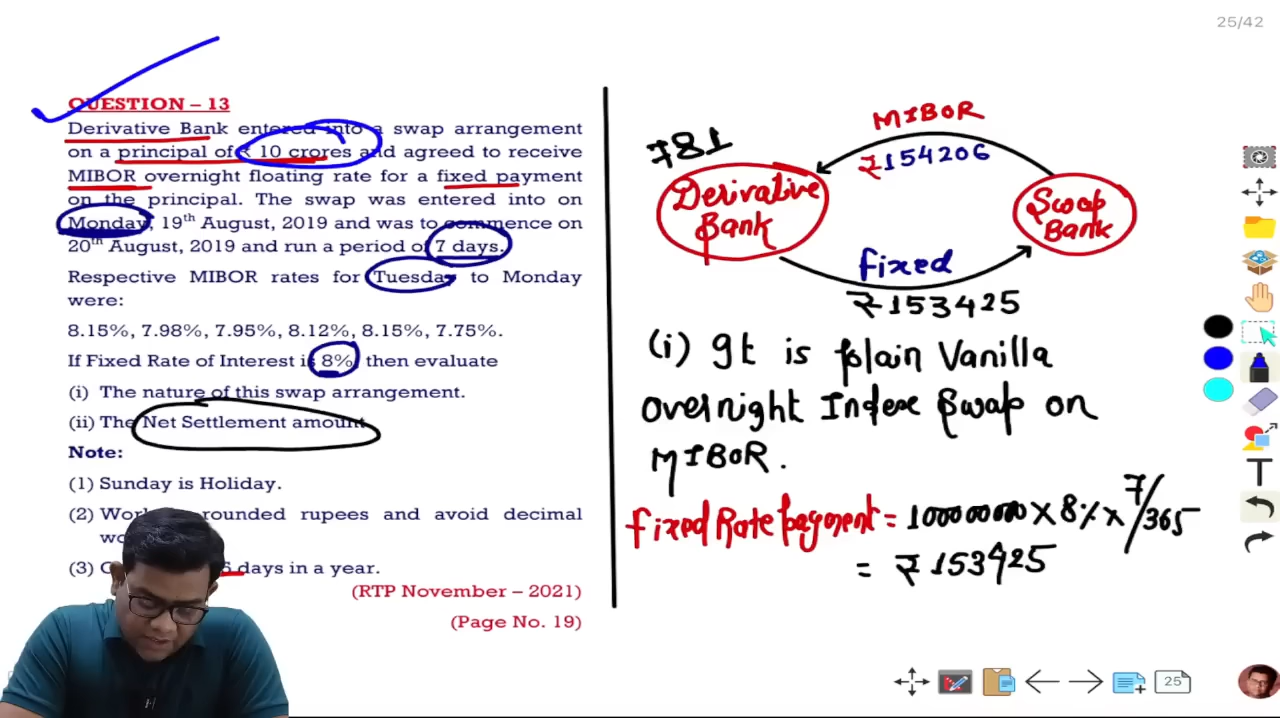 25/42
QUESTION – 13
Derivative Bank entered into a swap arrangement
on a principal of ₹ 10 crores and agreed to receive
MIBOR overnight floating rate for a fixed payment
on the principal. The swap was entered into on
Monday, 19th August, 2019 and was to commence on
20th August, 2019 and run a period of 7 days.
Respective MIBOR rates for Tuesday to Monday
were:
8.15%, 7.98%, 7.95%, 8.12%, 8.15%, 7.75%.
If Fixed Rate of Interest is 8%, then evaluate
(i) The nature of this swap arrangement.
(ii) The Net Settlement amount
Note:
(1) Sunday is Holiday.
(2) rounded rupees and avoid decimal
(3) days in a year.
(RTP November – 2021)
(Page No. 19)
MIBOR
₹154206
₹781
Derivative
Bank
Swap
Bank
fixed
₹153425
(i) It is plain Vanilla
overnight Index Swap on
MIBOR.
Fixed Rate Payment = 100000000 × 8% × 7/365
= ₹153425
25